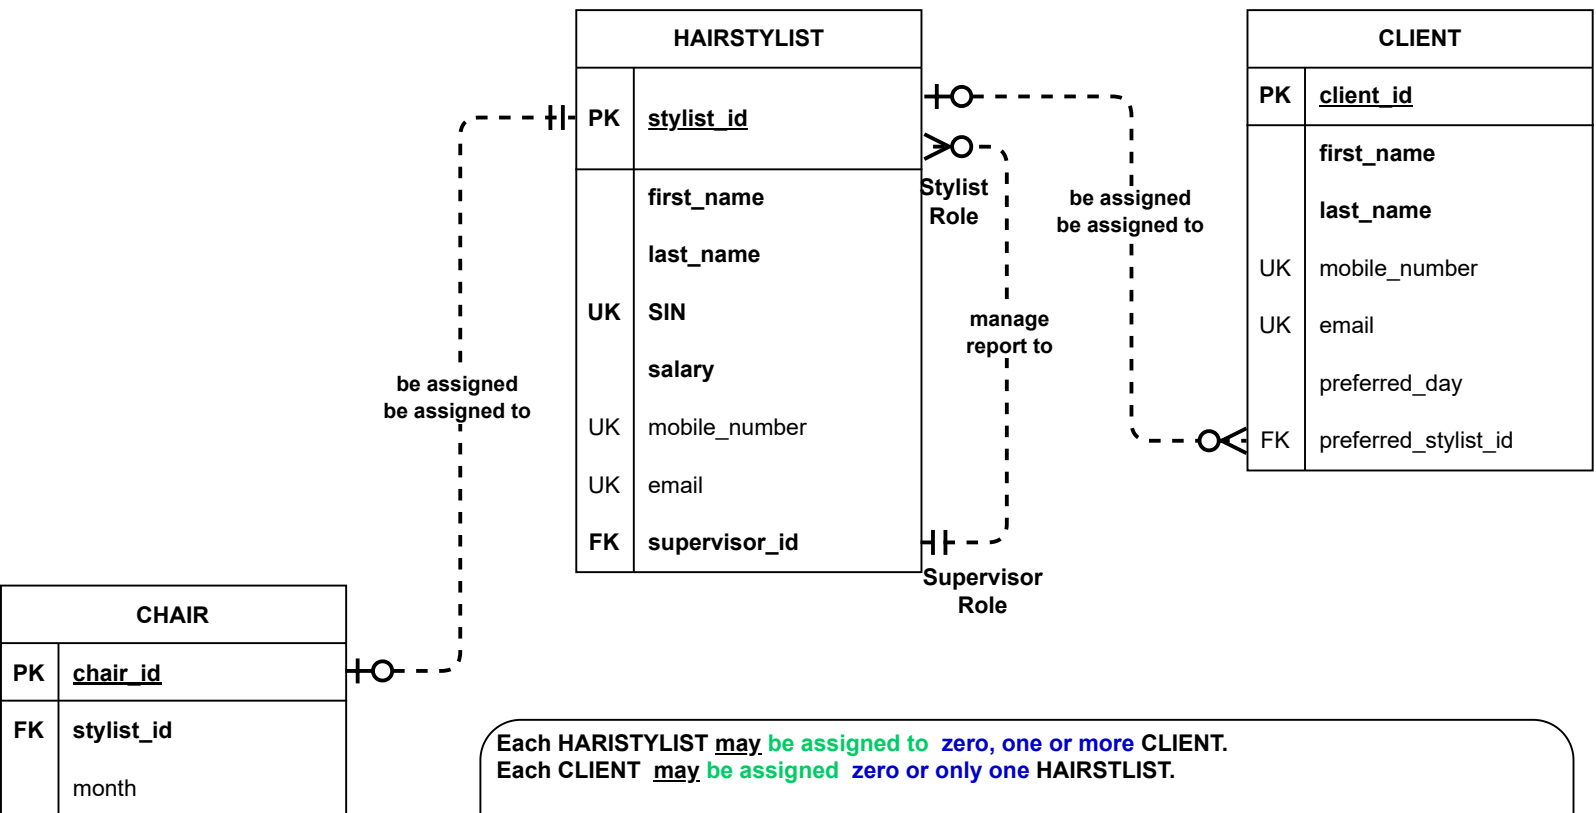 HAIRSTYLIST
PK stylist_id
first_name
last_name
UK SIN
salary
UK mobile_number
UK email
FK supervisor_id
Stylist
Role
manage
report to
Supervisor
Role
be assigned
be assigned to
CLIENT
PK client_id
first_name
last_name
UK mobile_number
UK email
preferred_day
FK preferred_stylist_id
be assigned
be assigned to
CHAIR
PK chair_id
FK stylist_id
month
Each HARISTYLIST may be assigned to zero, one or more CLIENT.
Each CLIENT may be assigned zero or only one HAIRSTLIST.